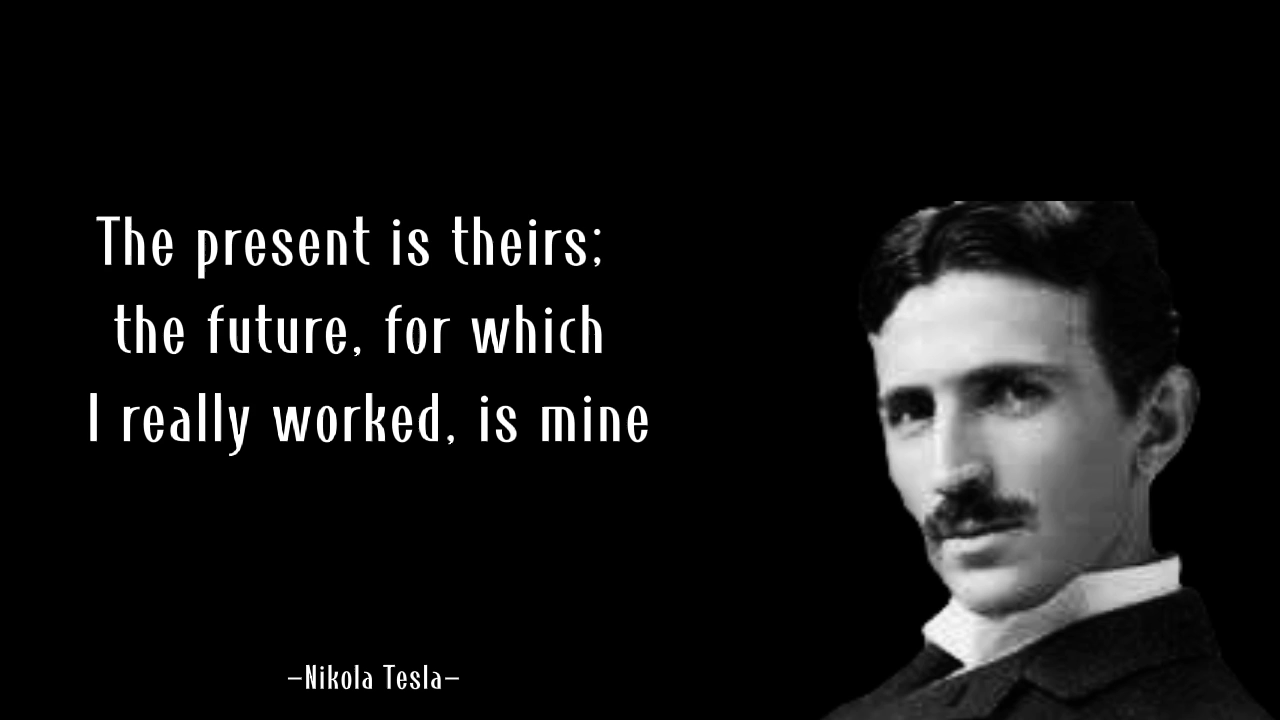 The present is theirs;
the future, for which
I really worked, is mine
-Nikola Tesla-